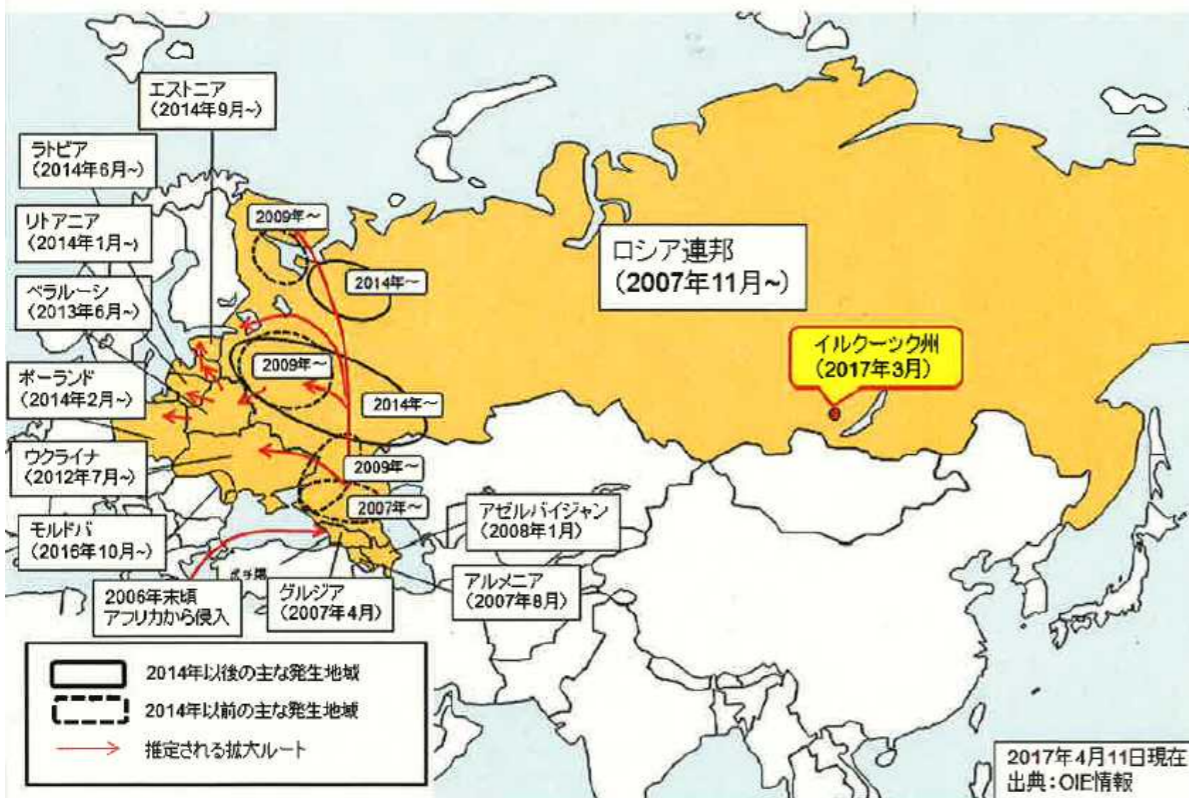 エストニア
(2014年9月~)
ラトビア
(2014年6月~)
リトアニア
(2014年1月~)
ベラルーシ
(2013年6月~)
ポーランド
(2014年2月~)
ウクライナ
(2012年7月~)
モルドバ
(2016年10月~)
2006年末頃
アフリカから侵入
グルジア
(2007年4月)
アルメニア
(2007年8月)
アゼルバイジャン
(2008年1月)
2009年~
2014年~
2009年~
2014年~
2009年~
2007年~
ロシア連邦
(2007年11月~)
イルクーツク州
(2017年3月)
2014年以後の主な発生地域
2014年以前の主な発生地域
推定される拡大ルート
2017年4月11日現在
出典:OIE情報